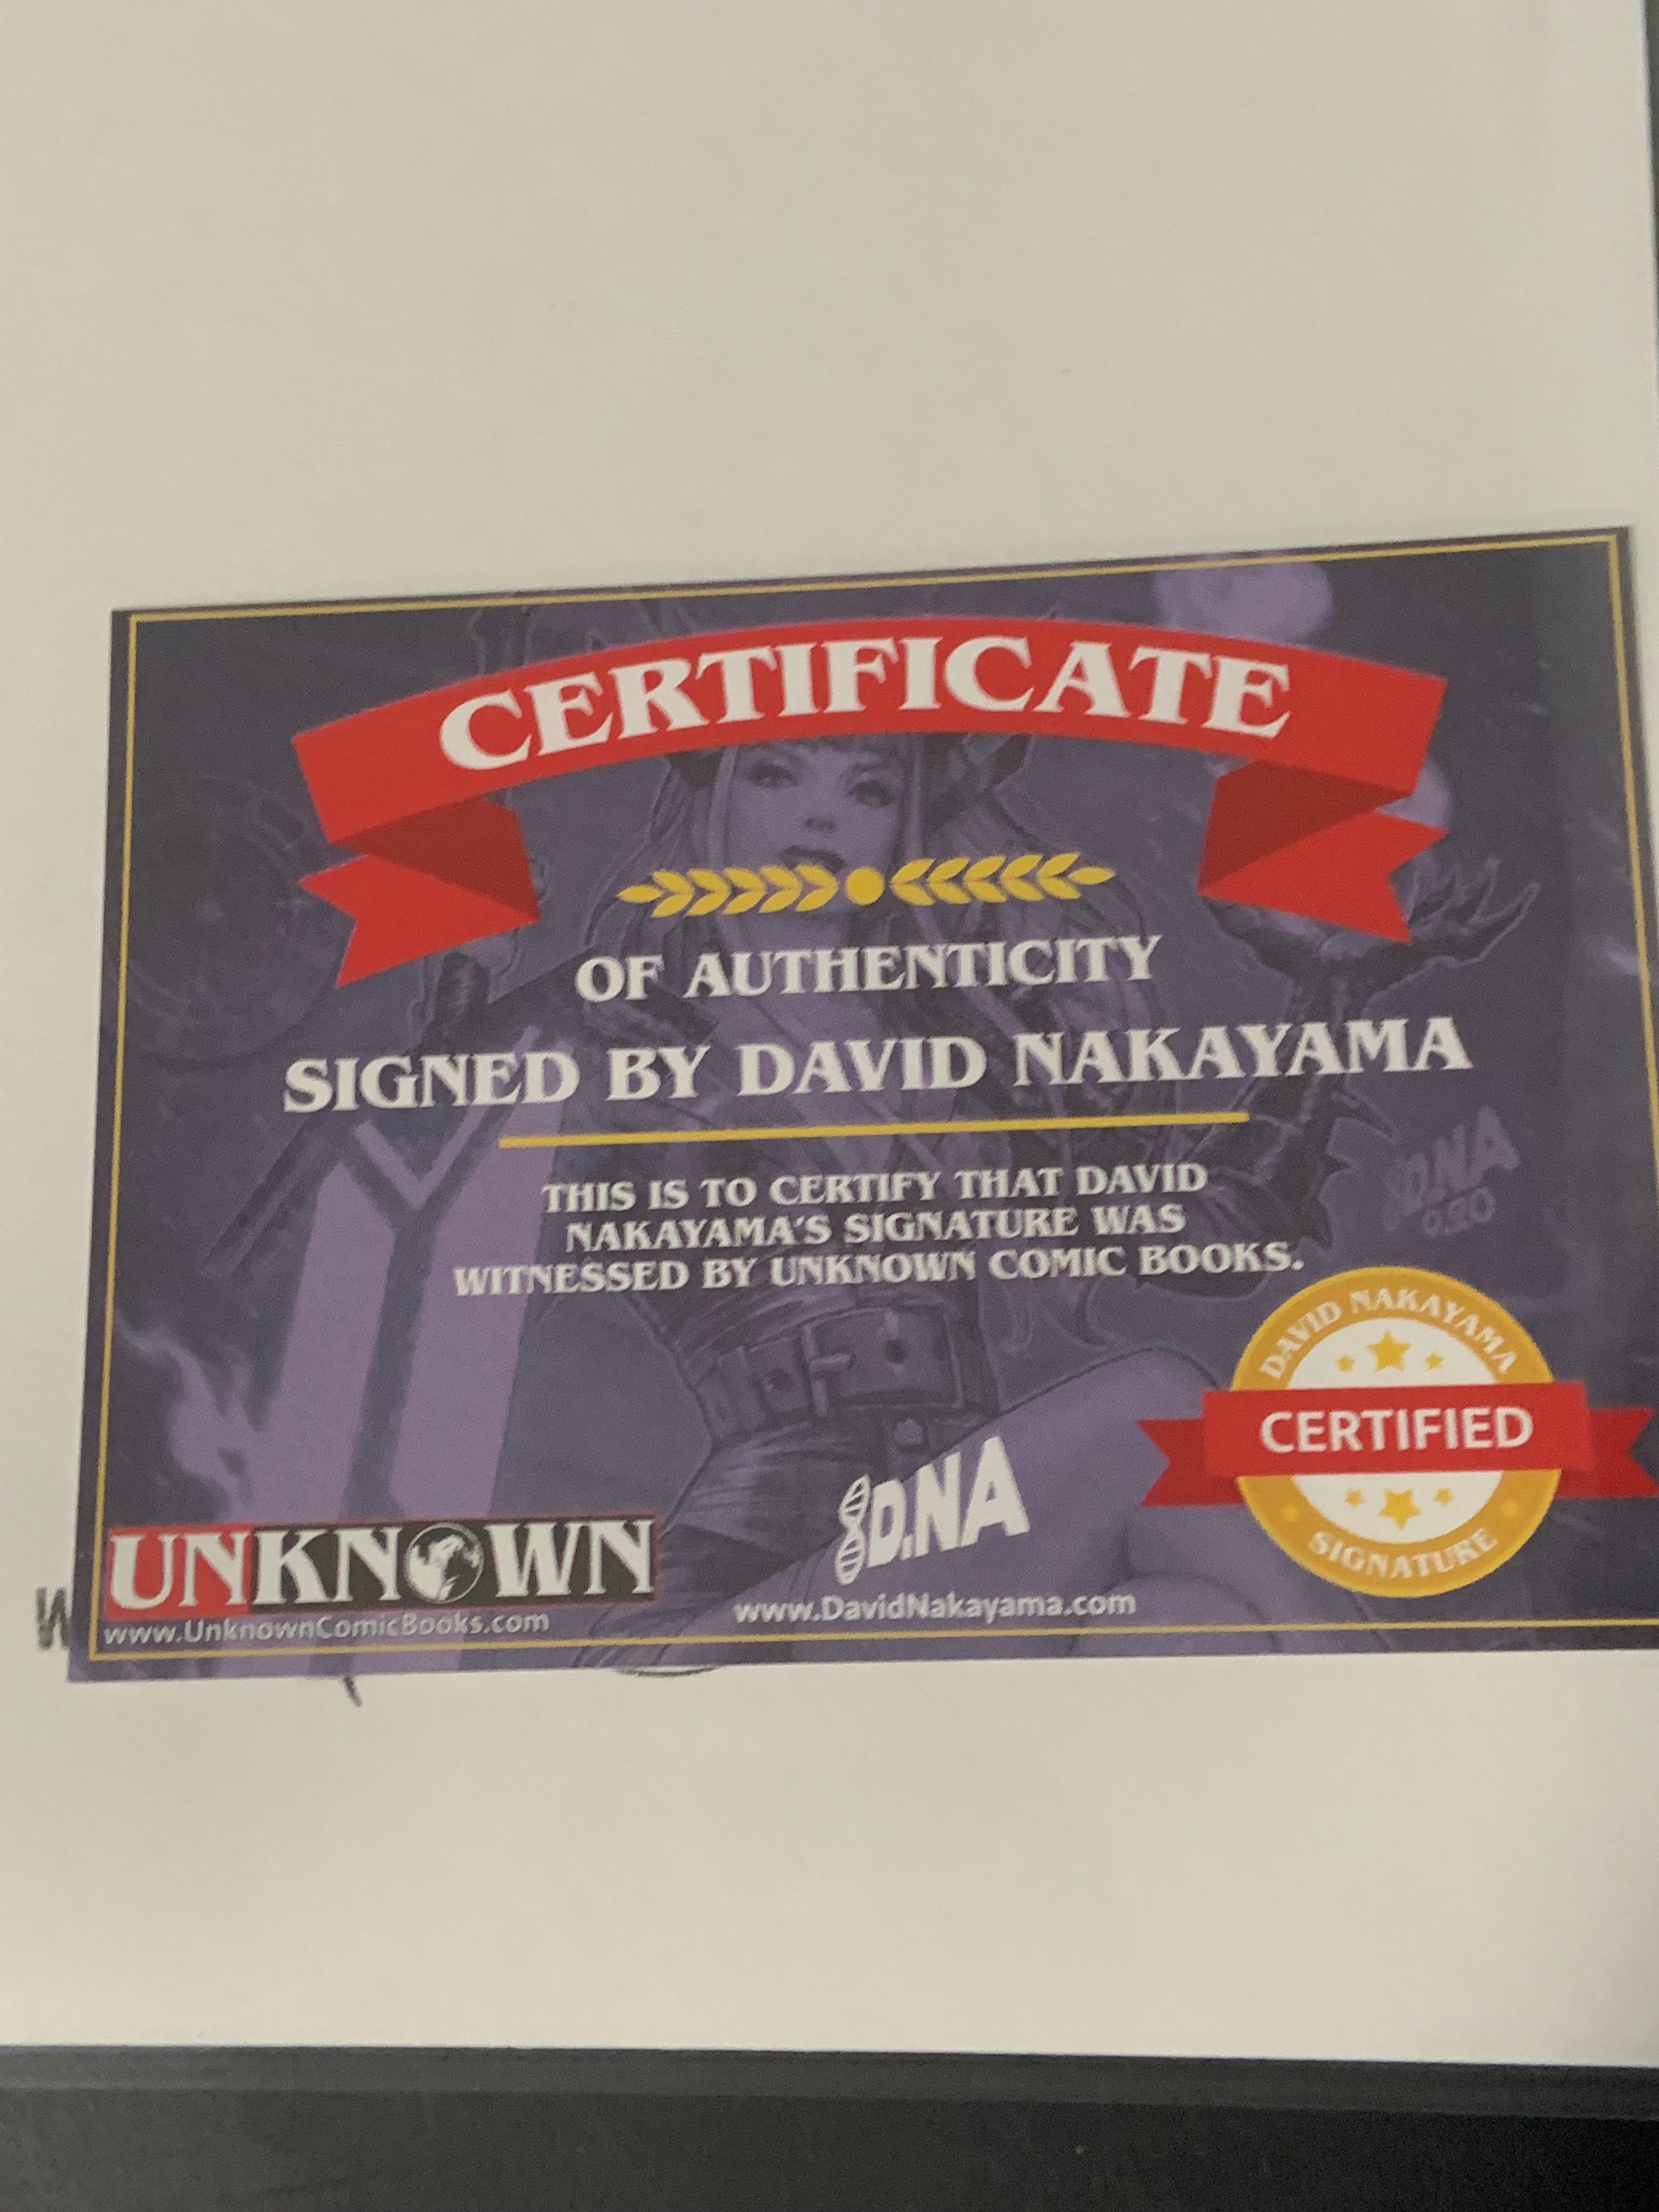 CERTIFICATE
OF AUTHENTICITY
SIGNED BY DAVID NAKAYAMA
THIS IS TO CERTIFY THAT DAVID
NAKAYAMA'S SIGNATURE WAS
WITNESSED BY UNKNOWN COMIC BOOKS.
D.NA
DAVID NAKAYAMA
CERTIFIED
SIGNATURE
UNKNOWN
www.UnknownComicBooks.com
D.NA
www.DavidNakayama.com